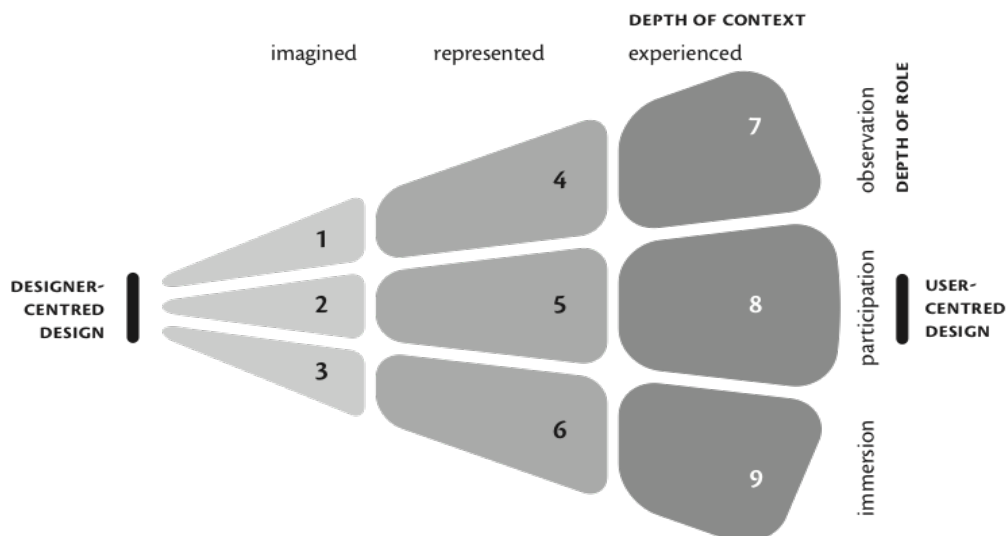 DEPTH OF CONTEXT
imagined
represented
experienced
observation
DEPTH OF ROLE
7
4
1
DESIGNER-
CENTRED
DESIGN
2
5
8
participation
USER-
CENTRED
DESIGN
3
6
9
immersion